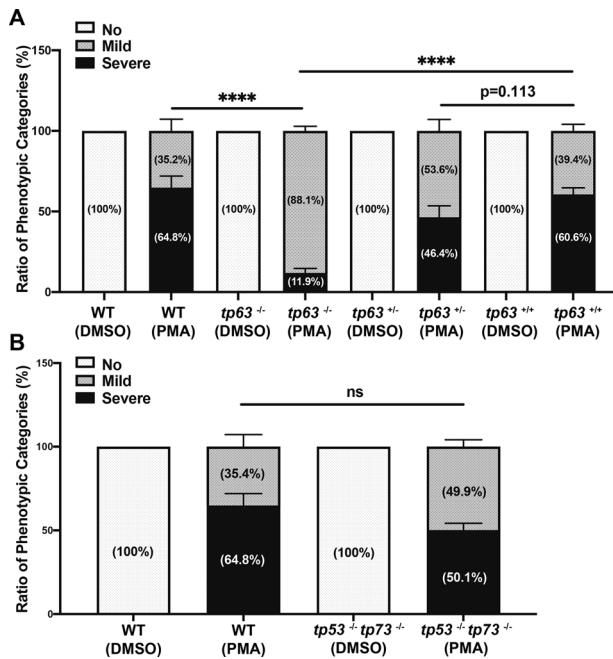 A
No
Mild
Severe
Ratio of Phenotypic Categories (%)
150
100
50
0
****
****
p=0.113
(100%)
(35.2%)
(64.8%)
(100%)
(88.1%)
(11.9%)
(100%)
(53.6%)
(46.4%)
(100%)
(39.4%)
(60.6%)
WT (DMSO)
WT (PMA)
tp63 -/- (DMSO)
tp63 -/- (PMA)
tp63 +/- (DMSO)
tp63 +/- (PMA)
tp63 +/+ (DMSO)
tp63 +/+ (PMA)
B
No
Mild
Severe
Ratio of Phenotypic Categories (%)
150
100
50
0
ns
(100%)
(35.4%)
(64.8%)
(100%)
(49.9%)
(50.1%)
WT (DMSO)
WT (PMA)
tp53 -/- tp73 -/- (DMSO)
tp53 -/- tp73 -/- (PMA)